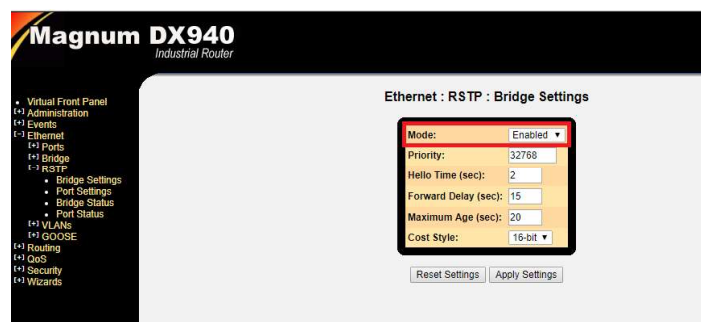 Magnum DX940
Industrial Router
Virtual Front Panel
[+] Administration
[+] Events
[-] Ethernet
[+] Ports
[+] Bridge
[-] RSTP
Bridge Settings
Port Settings
Bridge Status
Port Status
[+] VLANs
[+] GOOSE
[+] Routing
[+] QoS
[+] Security
[+] Wizards
Ethernet : RSTP : Bridge Settings
Mode: Enabled
Priority: 32768
Hello Time (sec): 2
Forward Delay (sec): 15
Maximum Age (sec): 20
Cost Style: 16-bit
Reset Settings Apply Settings